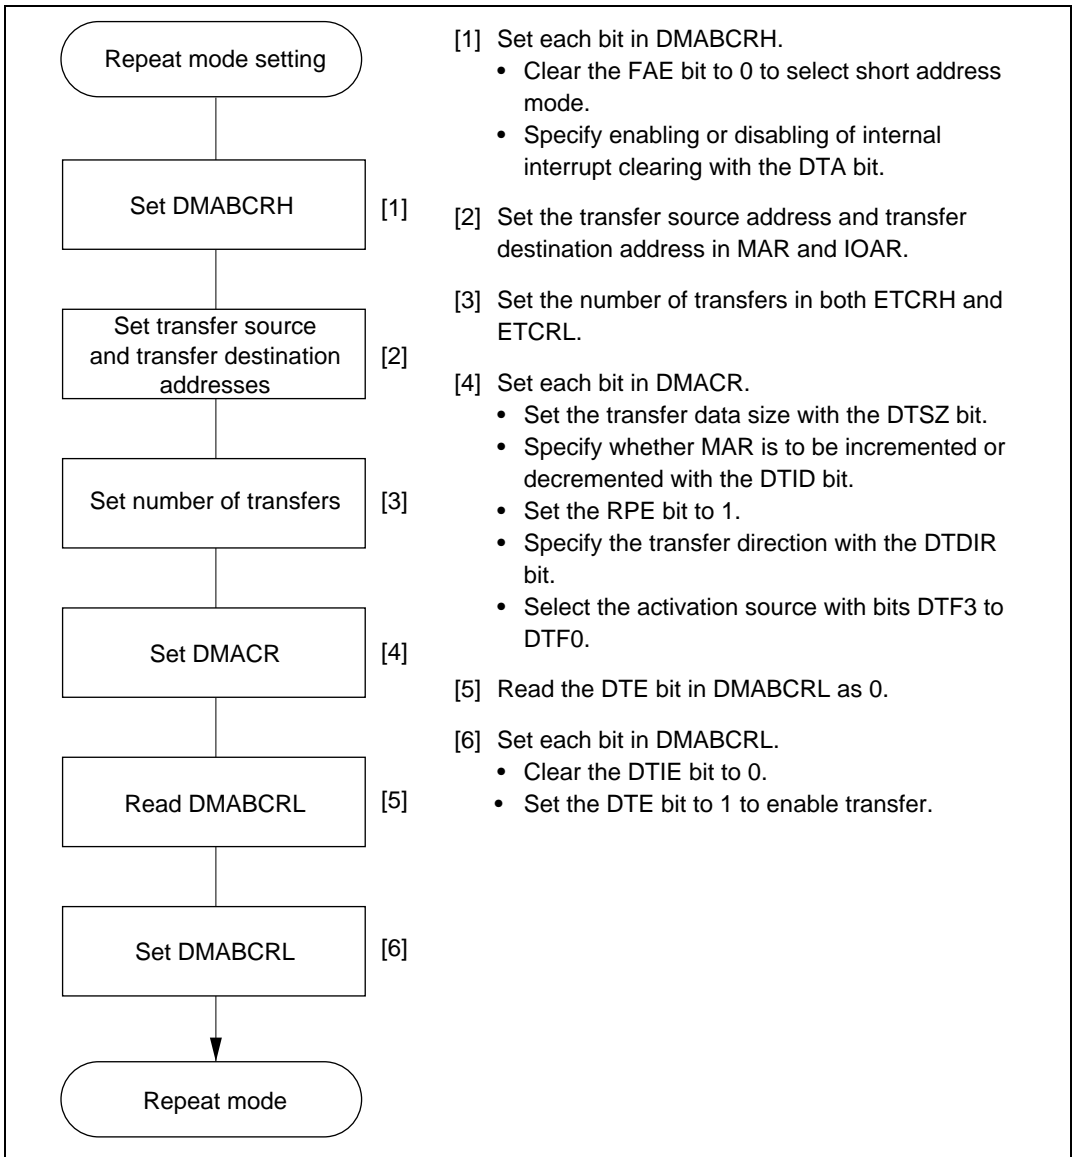 Repeat mode setting
Set DMABCRH
[1]
Set transfer source
and transfer destination
addresses
[2]
Set number of transfers
[3]
Set DMACR
[4]
Read DMABCRL
[5]
Set DMABCRL
[6]
Repeat mode
[1] Set each bit in DMABCRH.
• Clear the FAE bit to 0 to select short address
mode.
• Specify enabling or disabling of internal
interrupt clearing with the DTA bit.
[2] Set the transfer source address and transfer
destination address in MAR and IOAR.
[3] Set the number of transfers in both ETCRH and
ETCRL.
[4] Set each bit in DMACR.
• Set the transfer data size with the DTSZ bit.
• Specify whether MAR is to be incremented or
decremented with the DTID bit.
• Set the RPE bit to 1.
• Specify the transfer direction with the DTDIR
bit.
• Select the activation source with bits DTF3 to
DTF0.
[5] Read the DTE bit in DMABCRL as 0.
[6] Set each bit in DMABCRL.
• Clear the DTIE bit to 0.
• Set the DTE bit to 1 to enable transfer.